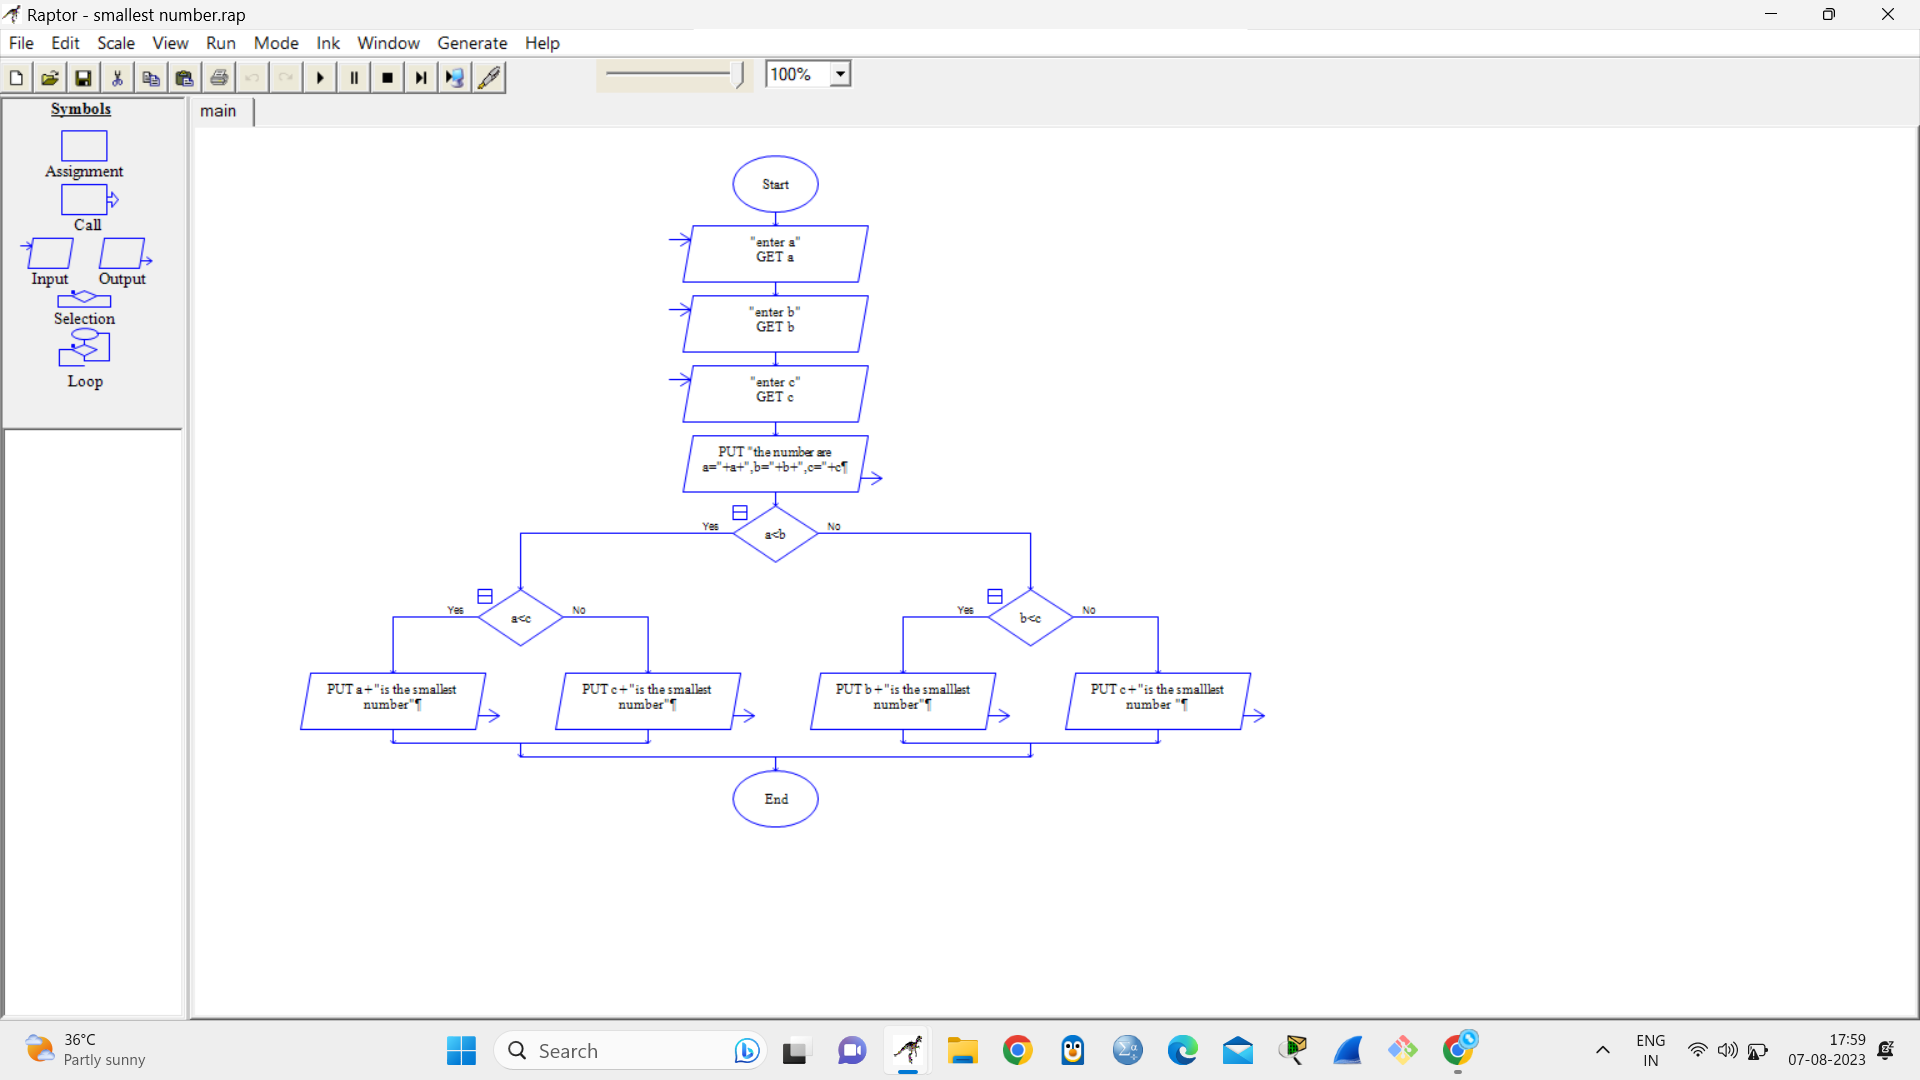 Raptor - smallest number.rap
File Edit Scale View Run Mode Ink Window Generate Help
100%
Symbols
Assignment
Call
Input Output
Selection
Loop
main
Start
"enter a"
GET a
"enter b"
GET b
"enter c"
GET c
PUT "the number are
a="+a+",b="+b+",c="+c¶
Yes a<b No
Yes a<c No
Yes b<c No
PUT a+"is the smallest
number"¶
PUT c+"is the smalllest
number"¶
PUT b+"is the smalllest
number"¶
PUT c+"is the smalllest
number "¶
End
36°C
Partly sunny
Search
ENG
IN
17:59
07-08-2023